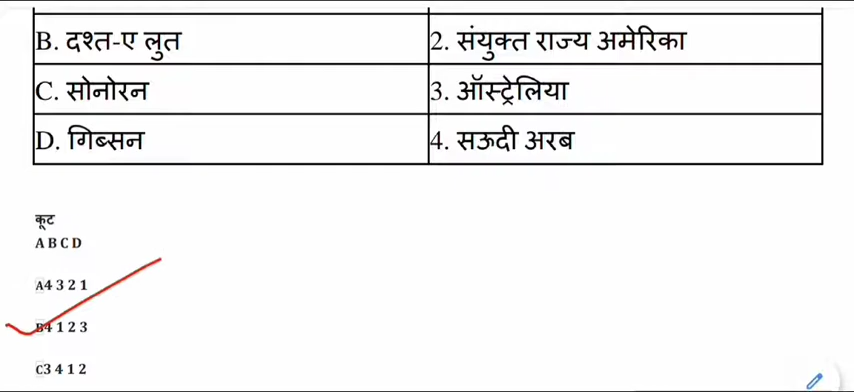 B. दश्त-ए लुत 2. संयुक्त राज्य अमेरिका
C. सोनोरन 3. ऑस्ट्रेलिया
D. गिब्सन 4. सऊदी अरब
कूट
A B C D
A4 3 2 1
B4 1 2 3
C3 4 1 2